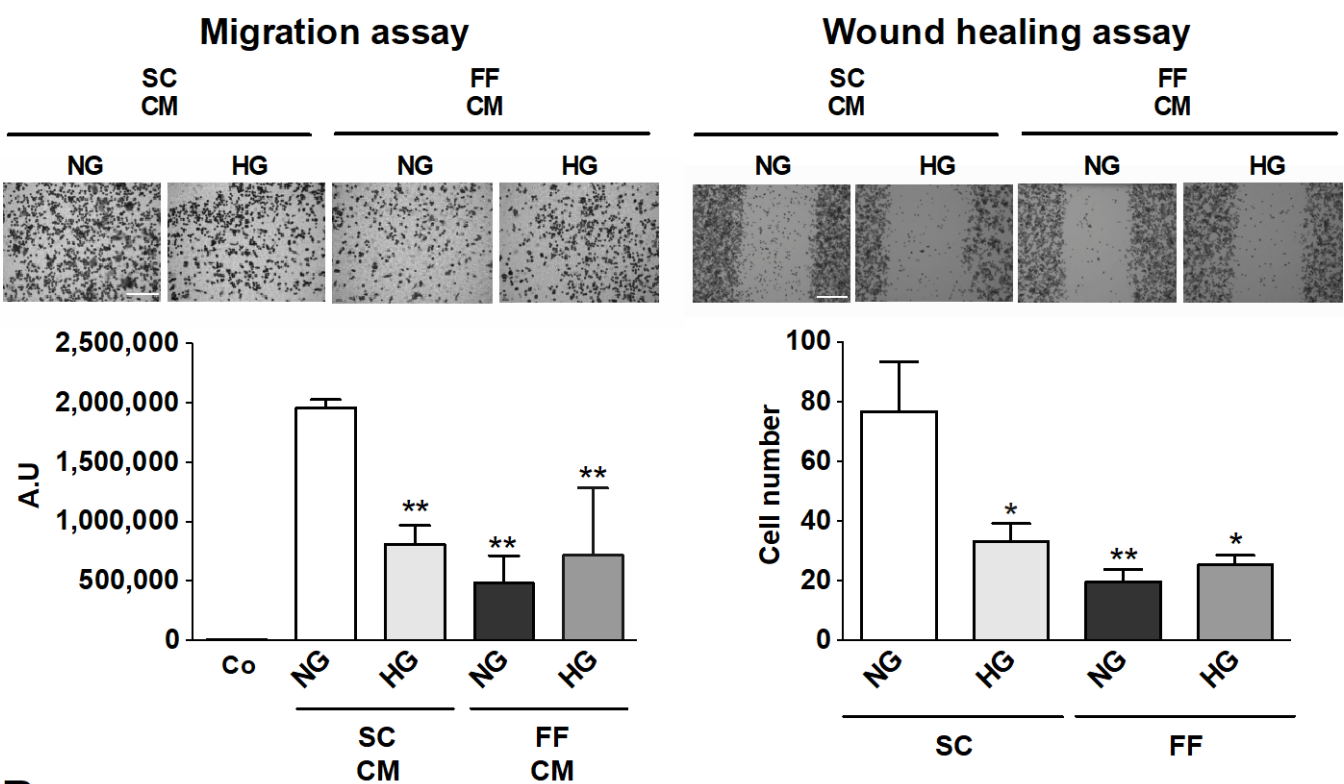 Migration assay
SC
CM
FF
CM
NG
HG
NG
HG
2,500,000
2,000,000
1,500,000
1,000,000
500,000
0
A.U
**
**
**
Co
NG
HG
NG
HG
SC
CM
FF
CM
Wound healing assay
SC
CM
FF
CM
NG
HG
NG
HG
100
80
60
40
20
0
Cell number
*
**
*
NG
HG
NG
HG
SC
FF